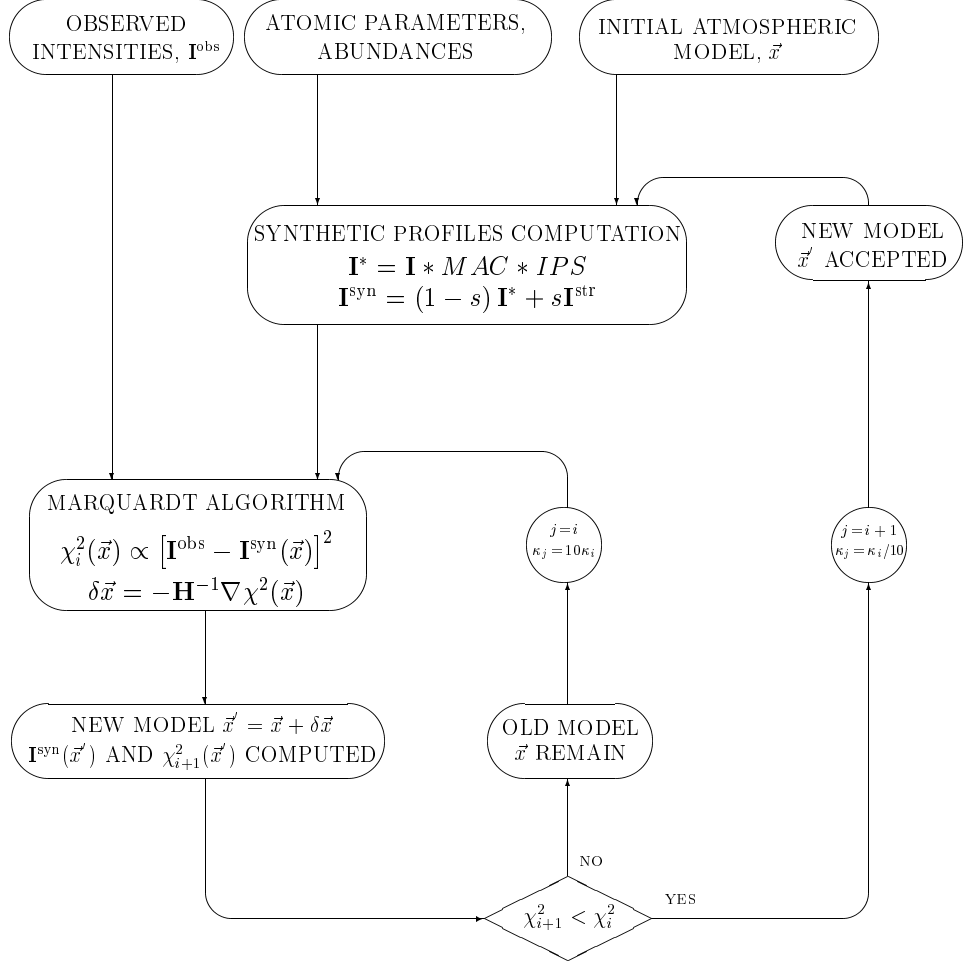 OBSERVED
INTENSITIES, I^obs
ATOMIC PARAMETERS,
ABUNDANCES
INITIAL ATMOSPHERIC
MODEL, x⃗
SYNTHETIC PROFILES COMPUTATION
I* = I * MAC * IPS
I^syn = (1 − s) I* + sI^str
NEW MODEL
x⃗′ ACCEPTED
MARQUARDT ALGORITHM
χ²_i(x⃗) ∝ [I^obs − I^syn(x⃗)]²
δx⃗ = −H⁻¹∇χ²(x⃗)
j=i
κ_j=10κ_i
j=i+1
κ_j=κ_i/10
NEW MODEL x⃗′ = x⃗ + δx⃗
I^syn(x⃗′) AND χ²_{i+1}(x⃗′) COMPUTED
OLD MODEL
x⃗ REMAIN
NO
YES
χ²_{i+1} < χ²_i